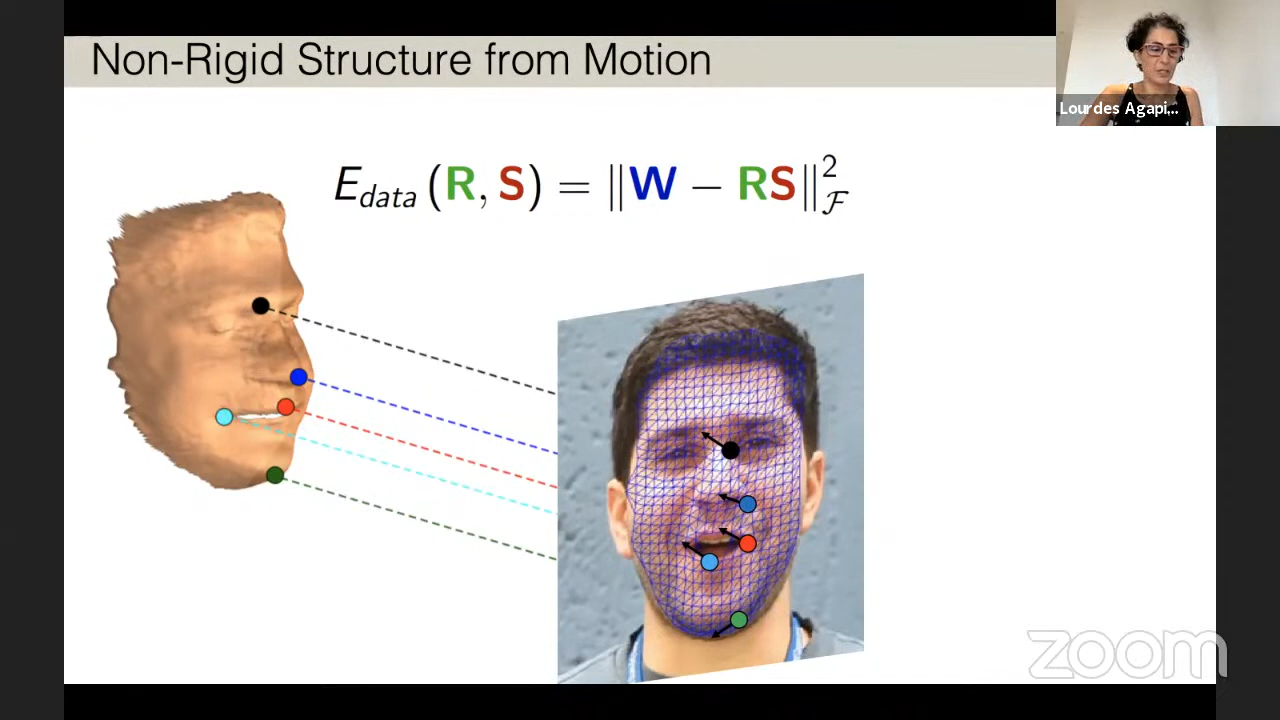 Non-Rigid Structure from Motion
Lourdes Agapi...
E_data (R, S) = ‖W − RS‖²_F
zoom